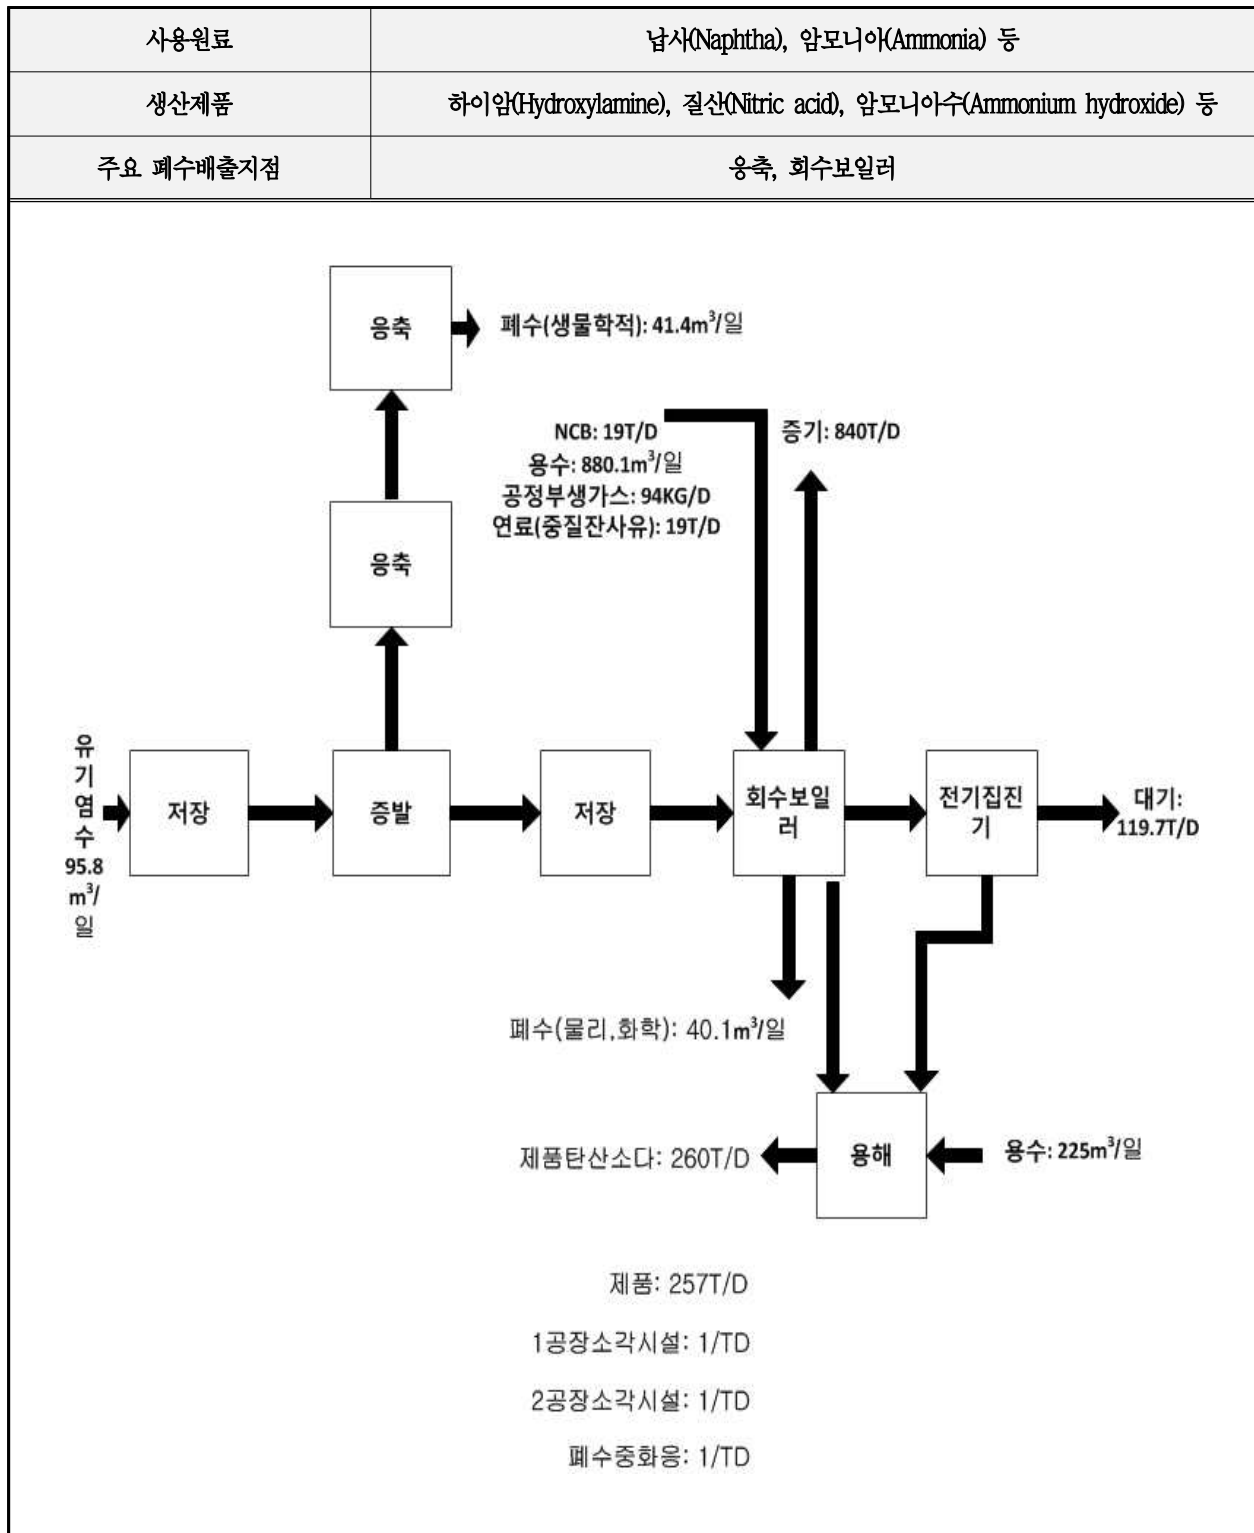 사용원료 납사(Naphtha), 암모니아(Ammonia) 등
생산제품 하이암(Hydroxylamine), 질산(Nitric acid), 암모니아수(Ammonium hydroxide) 등
주요 폐수배출지점 응축, 회수보일러
응축
폐수(생물학적): 41.4m³/일
NCB: 19T/D
용수: 880.1m³/일
공정부생가스: 94KG/D
연료(중질잔사유): 19T/D
증기: 840T/D
응축
유
기
염
수
95.8
m³/
일
저장
증발
저장
회수보일
러
전기집진
기
대기:
119.7T/D
폐수(물리,화학): 40.1m³/일
제품탄산소다: 260T/D
용해
용수: 225m³/일
제품: 257T/D
1공장소각시설: 1/TD
2공장소각시설: 1/TD
폐수중화응: 1/TD